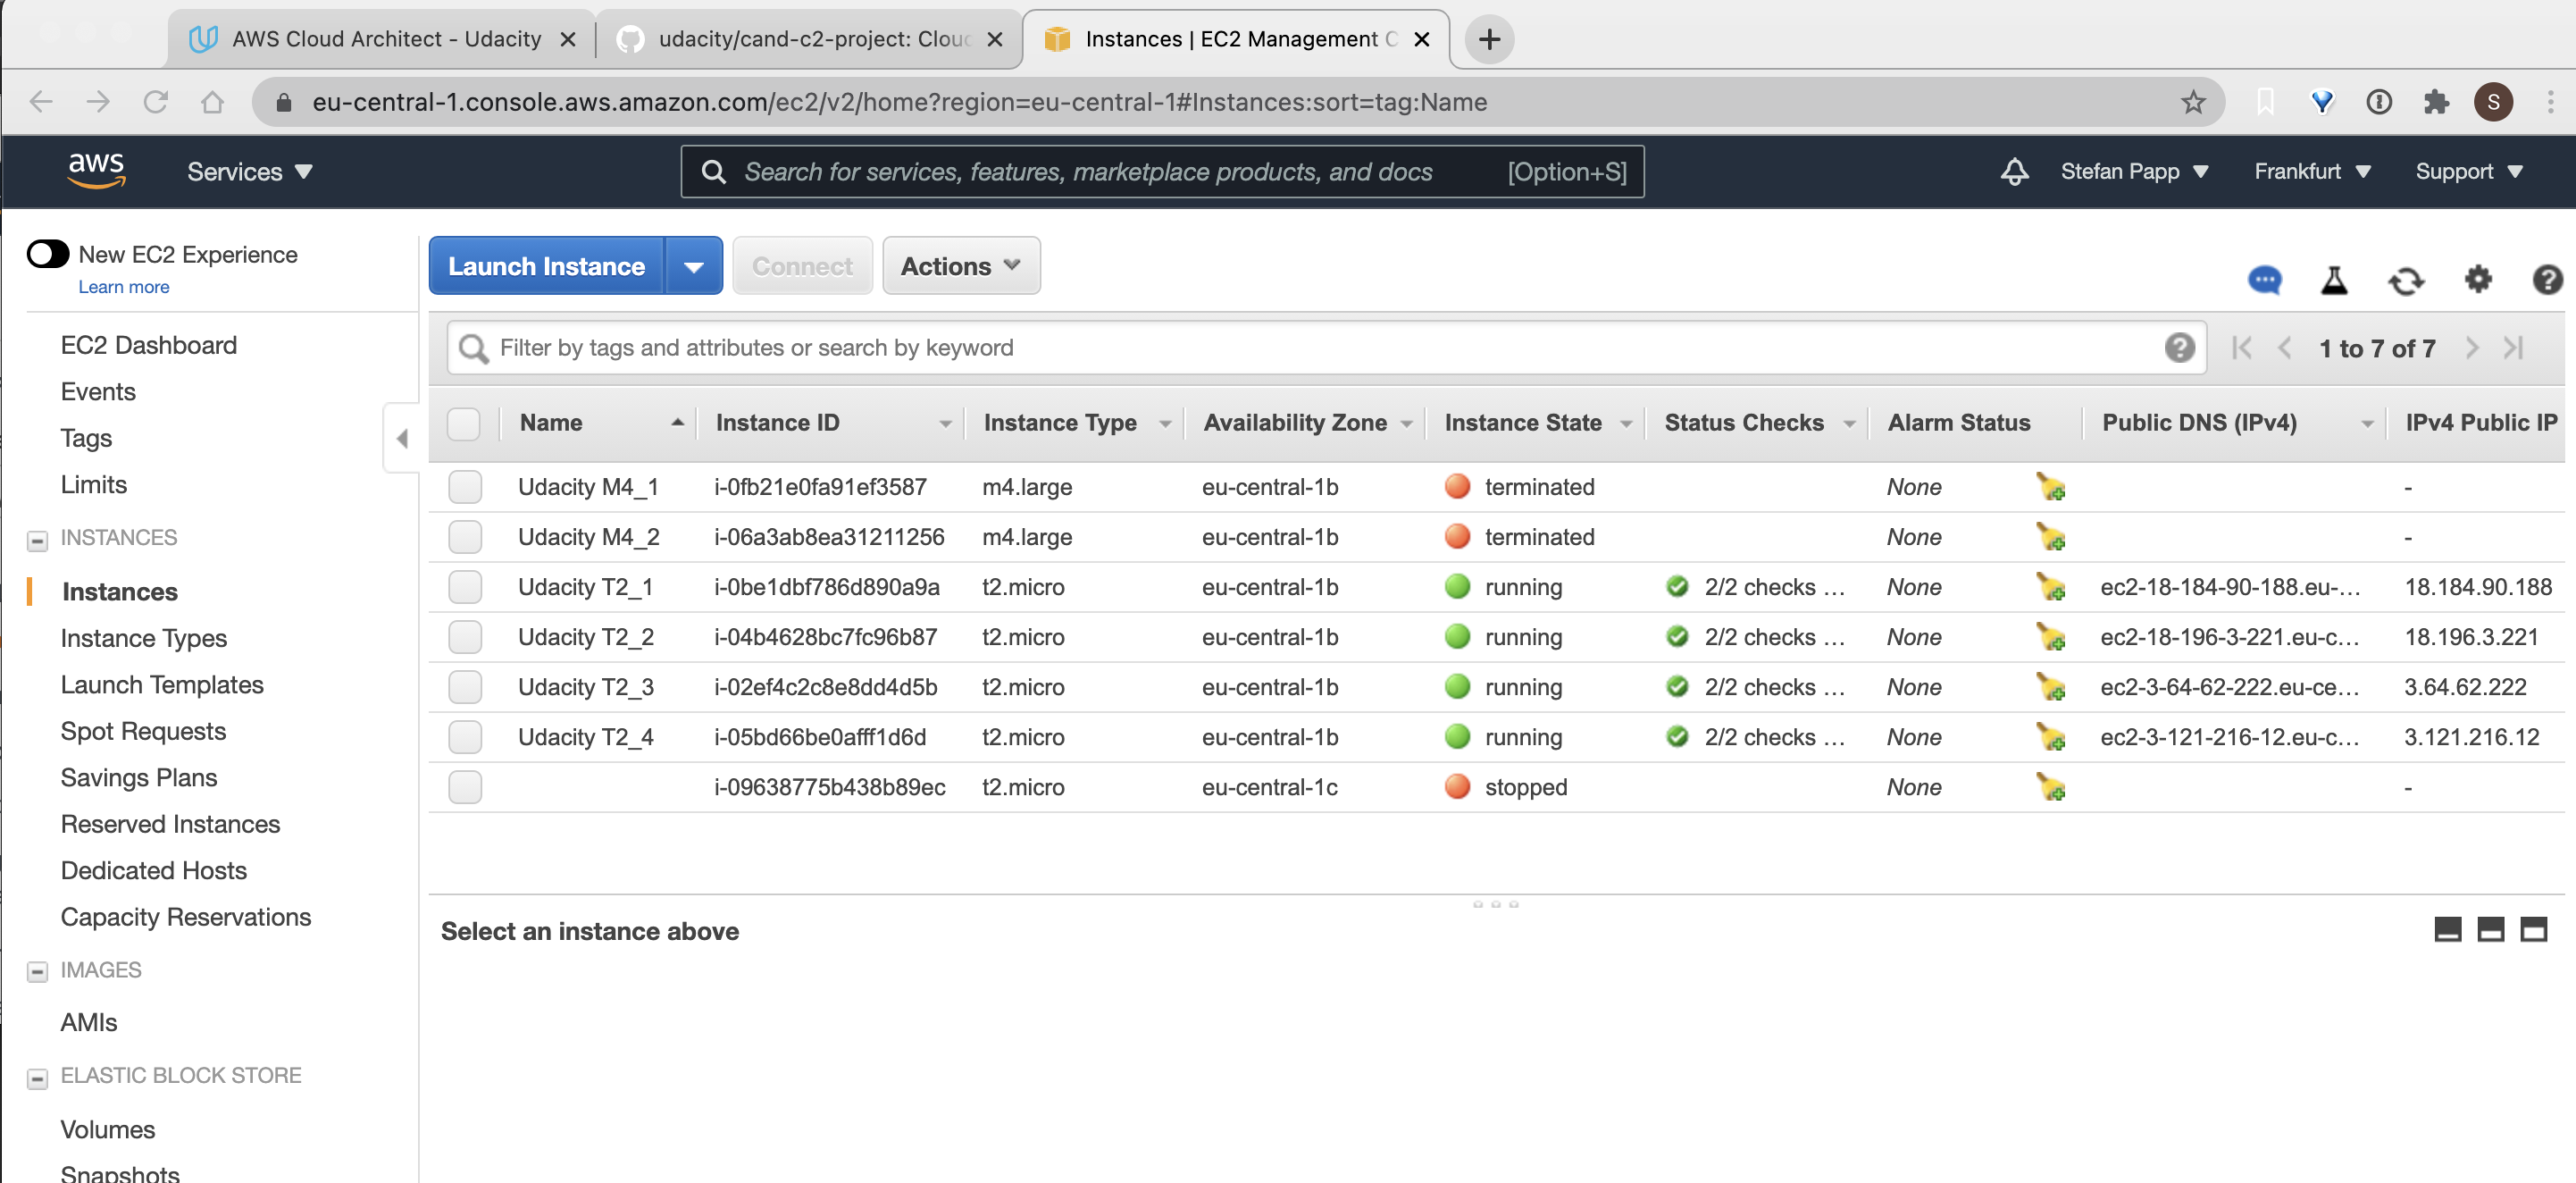 AWS Cloud Architect - Udacity
udacity/cand-c2-project: Clouc
Instances | EC2 Management C
eu-central-1.console.aws.amazon.com/ec2/v2/home?region=eu-central-1#Instances:sort=tag:Name
S
aws
Services
Search for services, features, marketplace products, and docs
[Option+S]
Stefan Papp
Frankfurt
Support
New EC2 Experience
Learn more
Launch Instance
Connect
Actions
EC2 Dashboard
Events
Tags
Limits
INSTANCES
Instances
Instance Types
Launch Templates
Spot Requests
Savings Plans
Reserved Instances
Dedicated Hosts
Capacity Reservations
IMAGES
AMIs
ELASTIC BLOCK STORE
Volumes
Snapshots
Filter by tags and attributes or search by keyword
1 to 7 of 7
Name Instance ID Instance Type Availability Zone Instance State Status Checks Alarm Status Public DNS (IPv4) IPv4 Public IP
Udacity M4_1 i-0fb21e0fa91ef3587 m4.large eu-central-1b terminated None -
Udacity M4_2 i-06a3ab8ea31211256 m4.large eu-central-1b terminated None -
Udacity T2_1 i-0be1dbf786d890a9a t2.micro eu-central-1b running 2/2 checks ... None ec2-18-184-90-188.eu-... 18.184.90.188
Udacity T2_2 i-04b4628bc7fc96b87 t2.micro eu-central-1b running 2/2 checks ... None ec2-18-196-3-221.eu-c... 18.196.3.221
Udacity T2_3 i-02ef4c2c8e8dd4d5b t2.micro eu-central-1b running 2/2 checks ... None ec2-3-64-62-222.eu-ce... 3.64.62.222
Udacity T2_4 i-05bd66be0afff1d6d t2.micro eu-central-1b running 2/2 checks ... None ec2-3-121-216-12.eu-c... 3.121.216.12
i-09638775b438b89ec t2.micro eu-central-1c stopped None -
Select an instance above